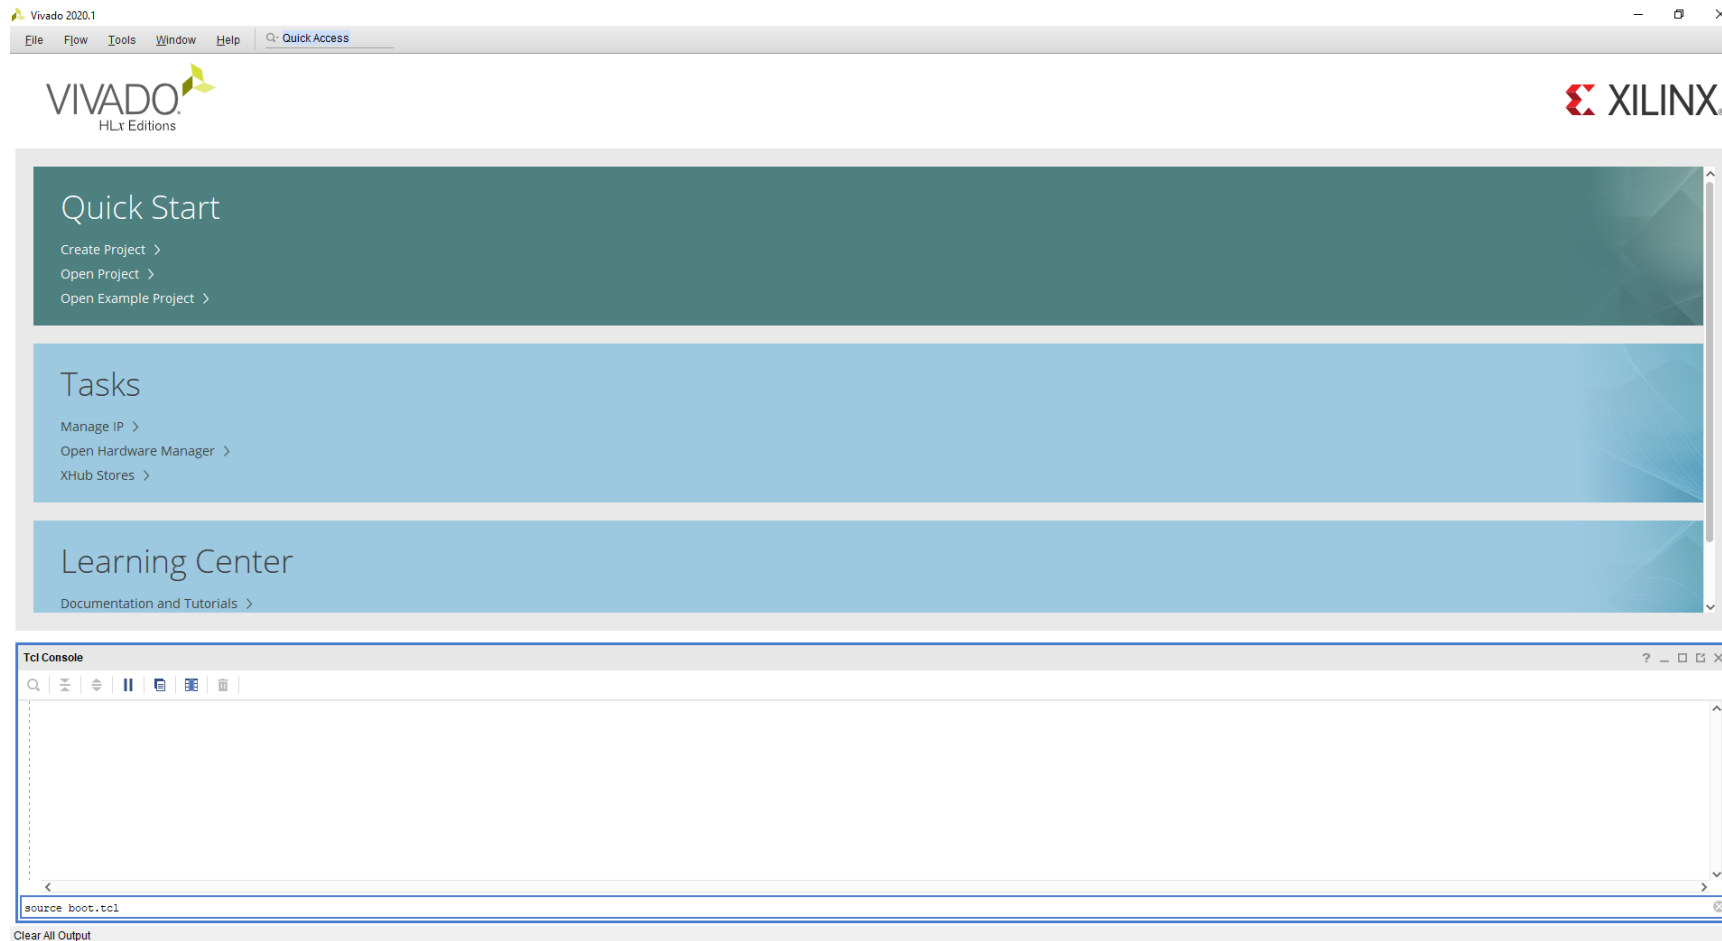 Vivado 2020.1
File Flow Tools Window Help Quick Access
VIVADO.
HLx Editions
XILINX.
Quick Start
Create Project
Open Project
Open Example Project
Tasks
Manage IP
Open Hardware Manager
XHub Stores
Learning Center
Documentation and Tutorials
Tcl Console
source boot.tcl
Clear All Output